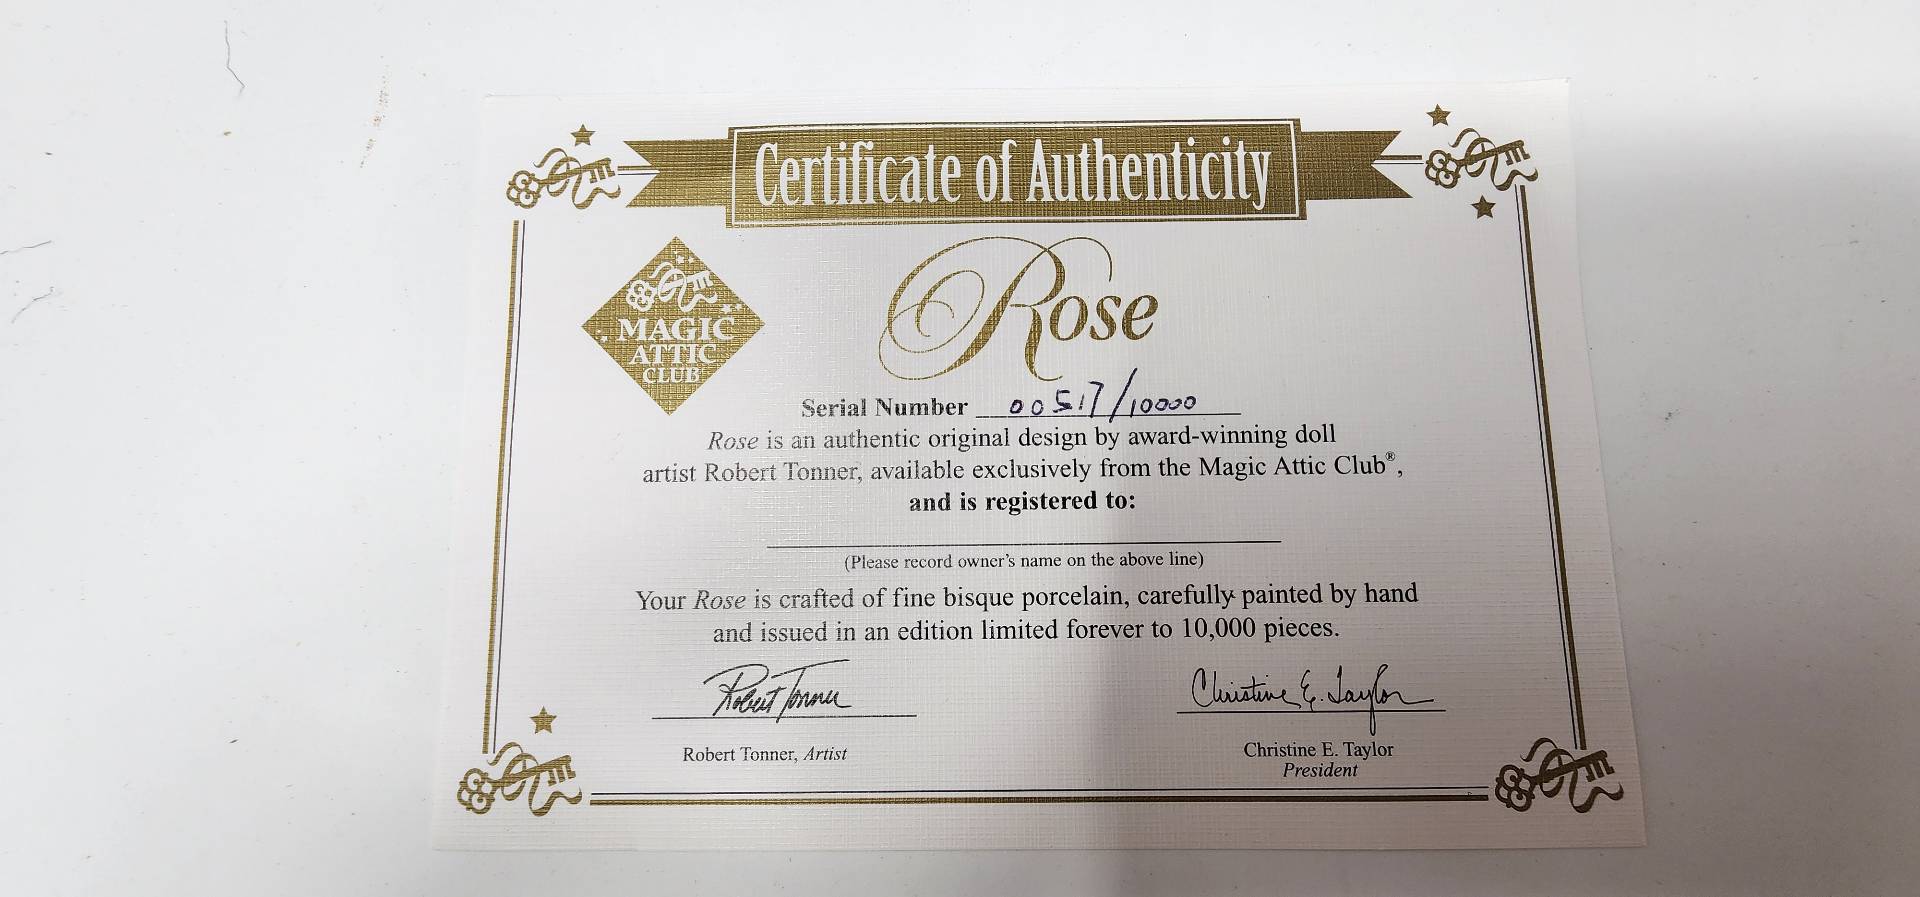 Certificate of Authenticity
MAGIC
ATTIC
CLUB
Rose
Serial Number 00517/10000
Rose is an authentic original design by award-winning doll
artist Robert Tonner, available exclusively from the Magic Attic Club®,
and is registered to:
(Please record owner's name on the above line)
Your Rose is crafted of fine bisque porcelain, carefully painted by hand
and issued in an edition limited forever to 10,000 pieces.
Robert Tonner Christine E. Taylor
Robert Tonner, Artist Christine E. Taylor
President